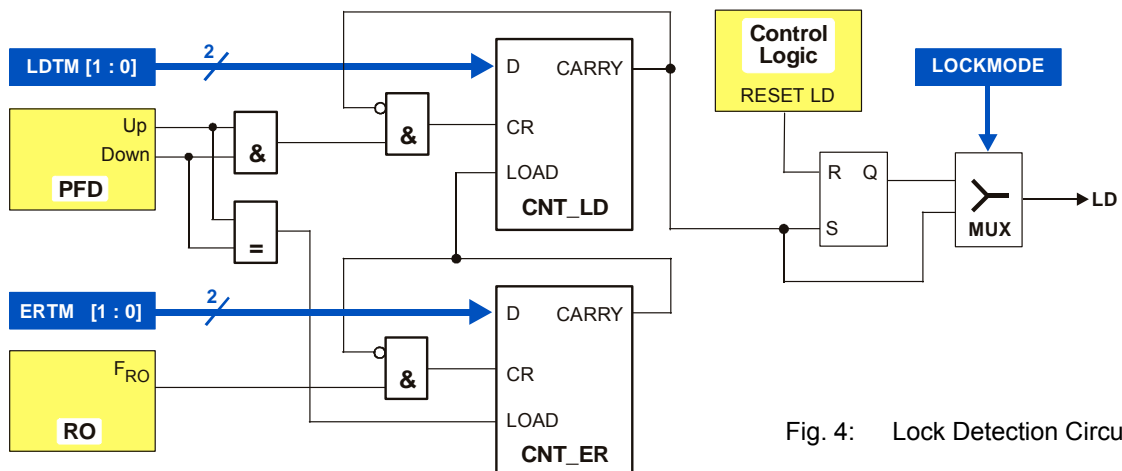 LDTM [1 : 0]
2
D
CARRY
Control
Logic
RESET LD
LOCKMODE
Up
Down
PFD
&
&
CR
LOAD
CNT_LD
R
Q
S
MUX
LD
=
ERTM [1 : 0]
2
D
CARRY
F_RO
RO
&
CR
LOAD
CNT_ER
Fig. 4: Lock Detection Circu